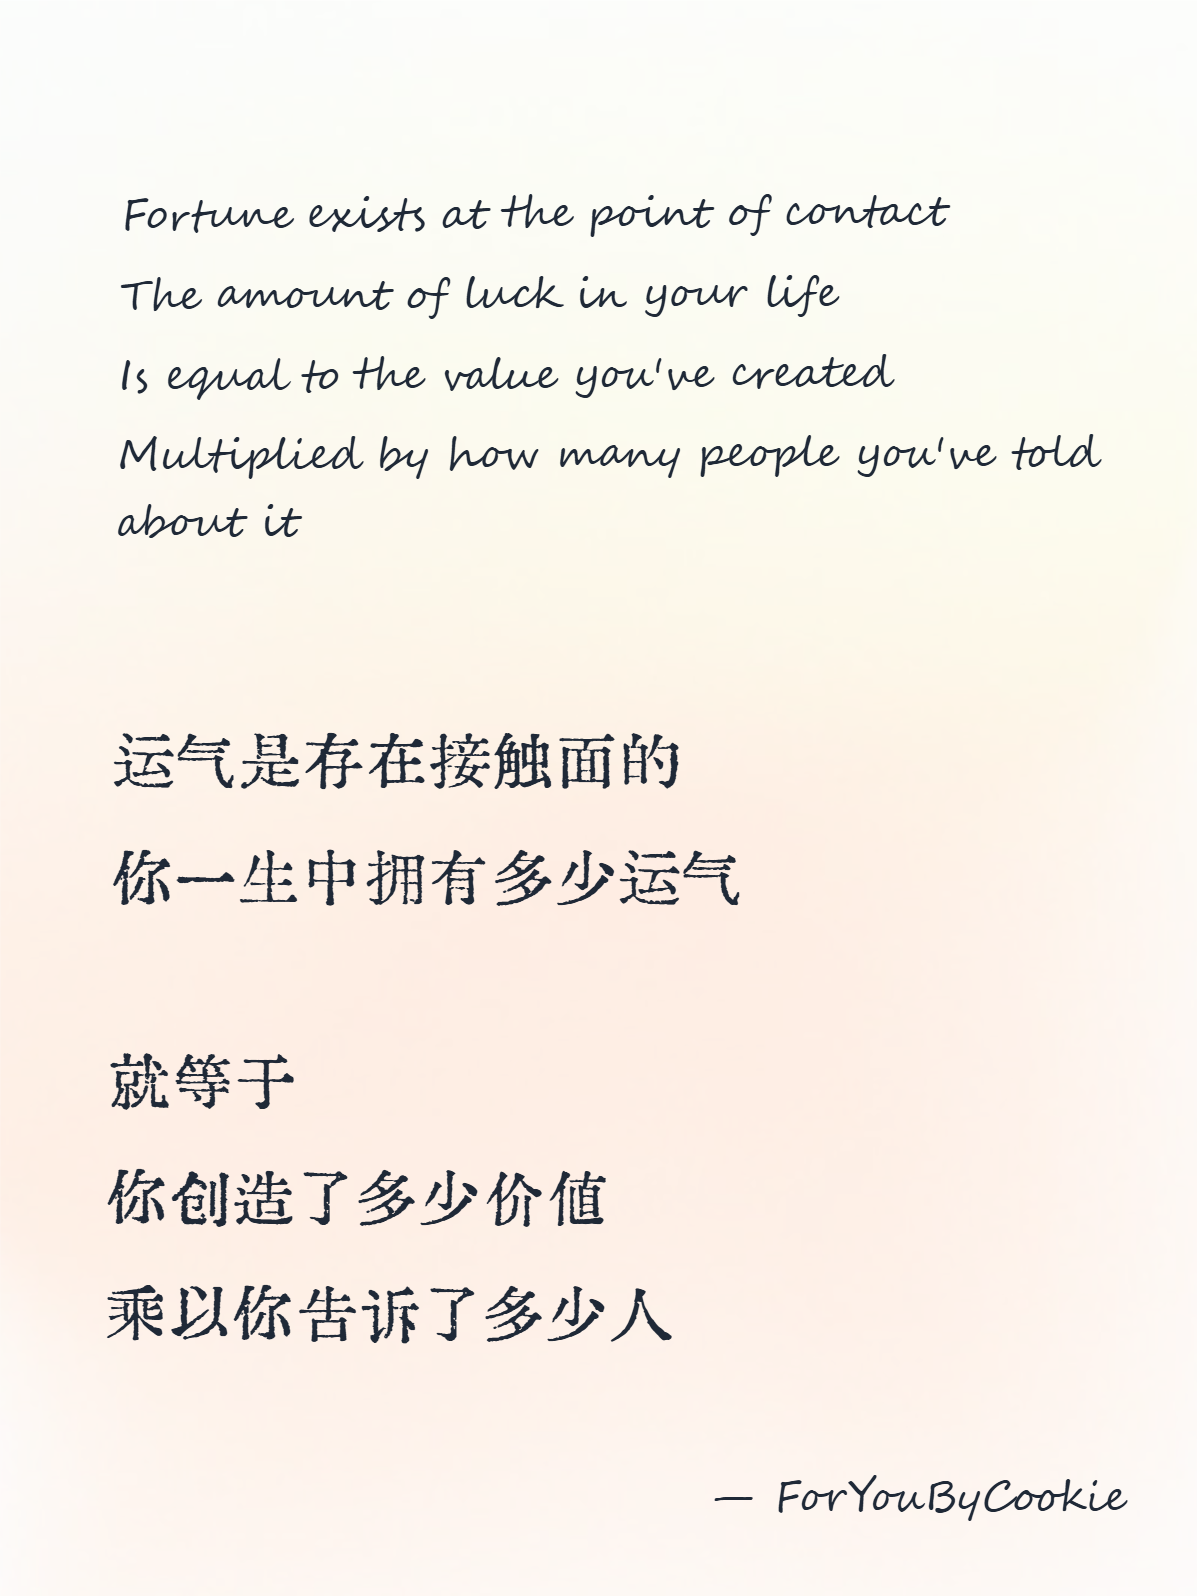 Fortune exists at the point of contact
The amount of luck in your life
Is equal to the value you've created
Multiplied by how many people you've told
about it
运气是存在接触面的
你一生中拥有多少运气
就等于
你创造了多少价值
乘以你告诉了多少人
— ForYouByCookie